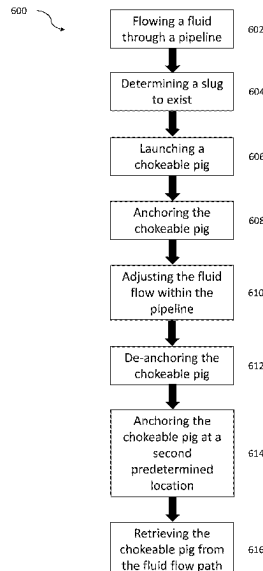 600
Flowing a fluid
through a pipeline
602
Determining a slug
to exist
604
Launching a
chokeable pig
606
Anchoring the
chokeable pig
608
Adjusting the fluid
flow within the
pipeline
610
De-anchoring the
chokeable pig
612
Anchoring the
chokeable pig at a
second
predetermined
location
614
Retrieving the
chokeable pig from
the fluid flow path
616